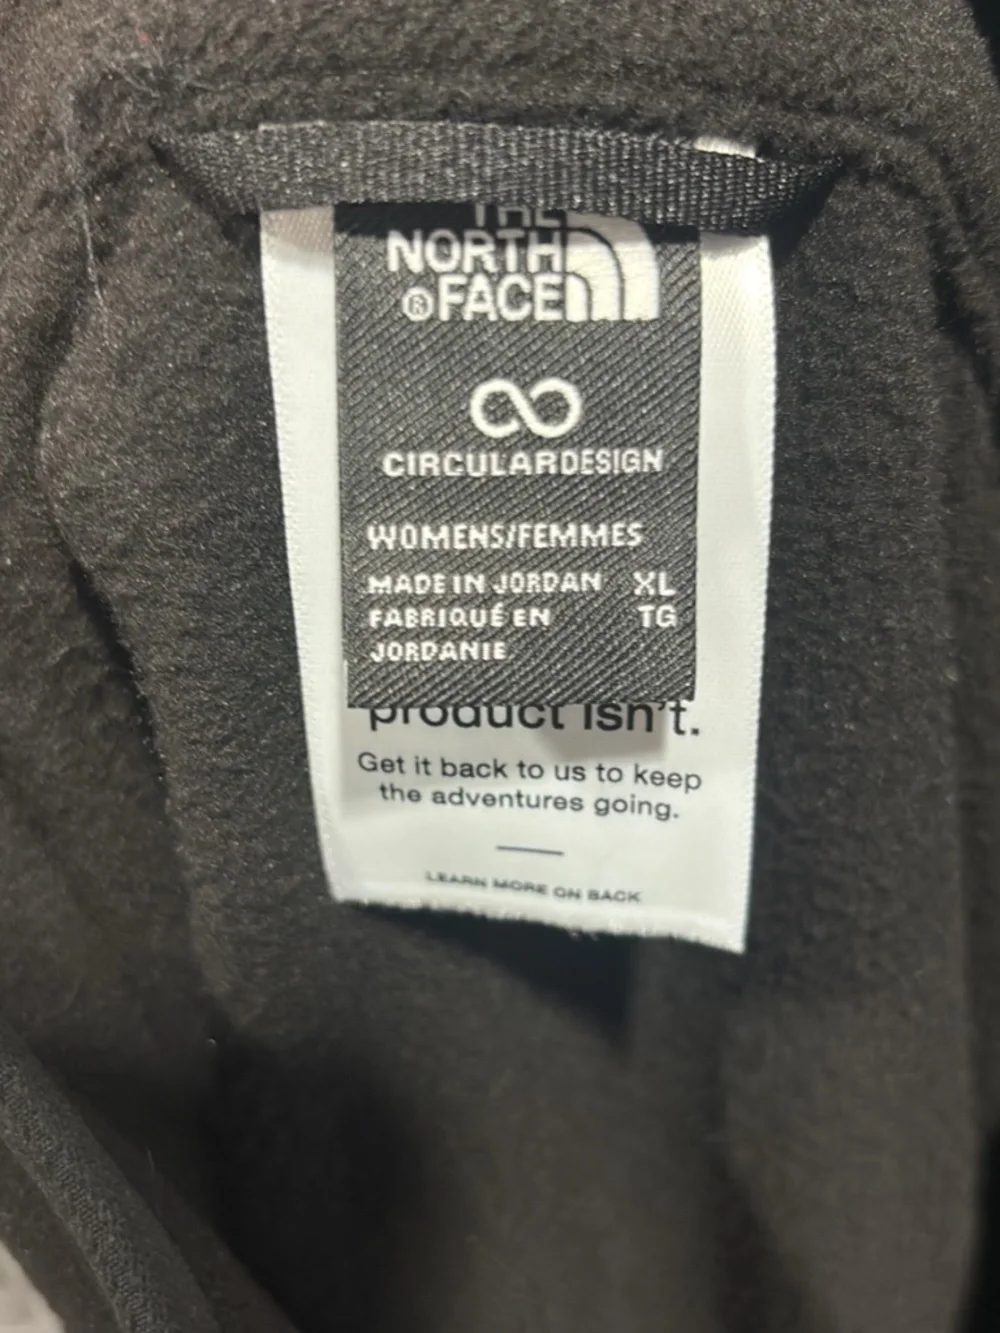 THE
NORTH
®FACE
CIRCULARDESIGN
WOMENS/FEMMES
MADE IN JORDAN XL
FABRIQUÉ EN TG
JORDANIE
product isn't.
Get it back to us to keep
the adventures going.
LEARN MORE ON BACK